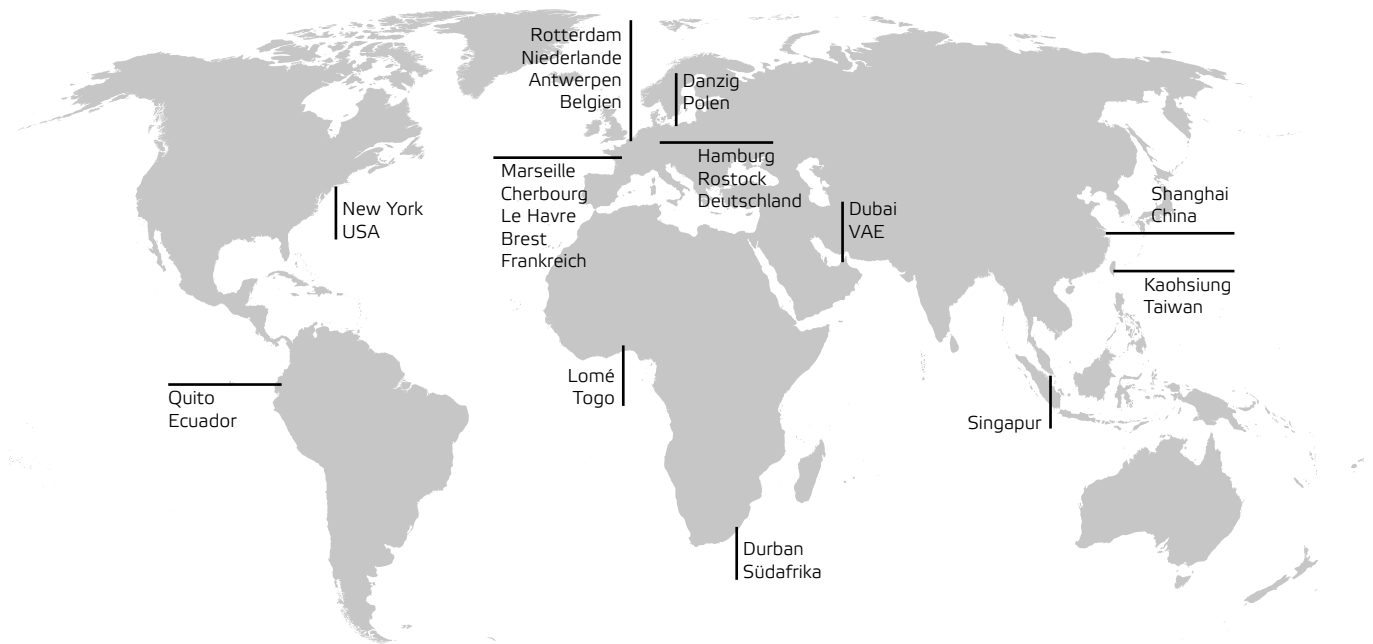 Rotterdam
Niederlande
Antwerpen
Belgien
Danzig
Polen
Hamburg
Rostock
Deutschland
Marseille
Cherbourg
Le Havre
Brest
Frankreich
New York
USA
Dubai
VAE
Shanghai
China
Kaohsiung
Taiwan
Lomé
Togo
Quito
Ecuador
Singapur
Durban
Südafrika